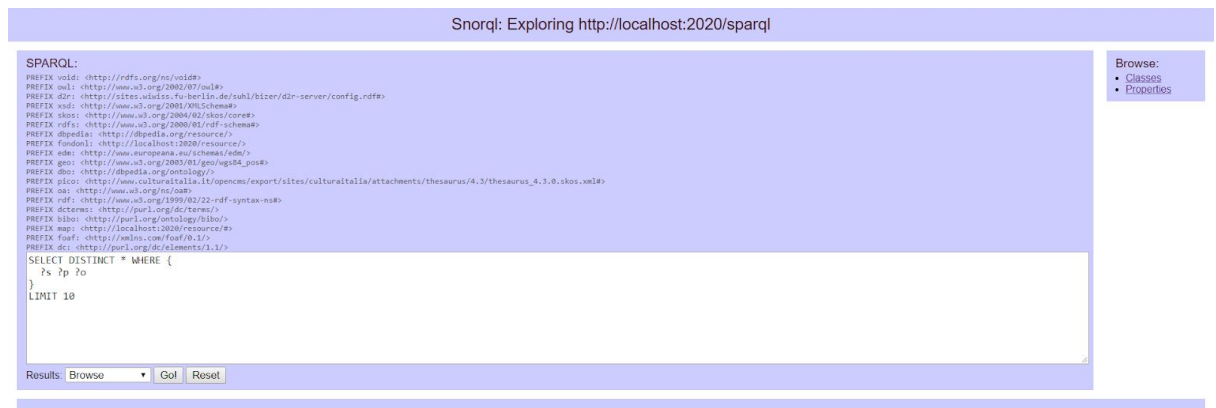 Snorql: Exploring http://localhost:2020/sparql
SPARQL:
PREFIX void: <http://rdfs.org/ns/void#>
PREFIX owl: <http://www.w3.org/2002/07/owl#>
PREFIX d2r: <http://sites.wiwiss.fu-berlin.de/suhl/bizer/d2r-server/config.rdf#>
PREFIX xsd: <http://www.w3.org/2001/XMLSchema#>
PREFIX skos: <http://www.w3.org/2004/02/skos/core#>
PREFIX rdfs: <http://www.w3.org/2000/01/rdf-schema#>
PREFIX dbpedia: <http://dbpedia.org/resource/>
PREFIX fondonl: <http://localhost:2020/resource/>
PREFIX edm: <http://www.europeana.eu/schemas/edm/>
PREFIX geo: <http://www.w3.org/2003/01/geo/wgs84_pos#>
PREFIX dbo: <http://dbpedia.org/ontology/>
PREFIX pico: <http://www.culturaitalia.it/opencms/export/sites/culturaitalia/attachments/thesaurus/4.3/thesaurus_4.3.0.skos.xml#>
PREFIX oa: <http://www.w3.org/ns/oa#>
PREFIX rdf: <http://www.w3.org/1999/02/22-rdf-syntax-ns#>
PREFIX dcterms: <http://purl.org/dc/terms/>
PREFIX bibo: <http://purl.org/ontology/bibo/>
PREFIX map: <http://localhost:2020/resource/#>
PREFIX foaf: <http://xmlns.com/foaf/0.1/>
PREFIX dc: <http://purl.org/dc/elements/1.1/>
SELECT DISTINCT * WHERE {
  ?s ?p ?o
}
LIMIT 10
Results: Browse Go! Reset
Browse:
• Classes
• Properties